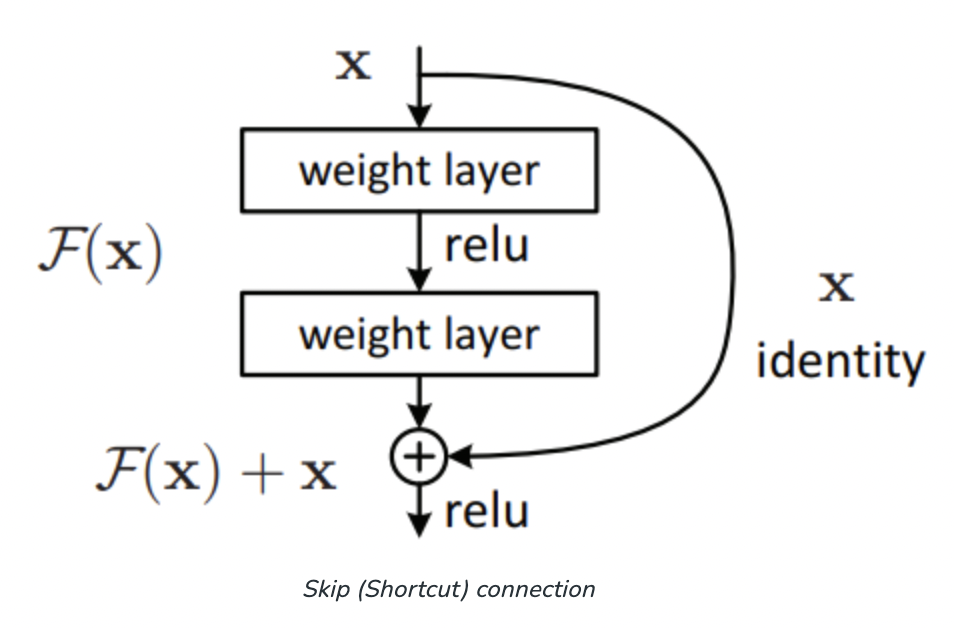 x
weight layer
relu
F(x)
x
identity
weight layer
F(x) + x
relu
Skip (Shortcut) connection